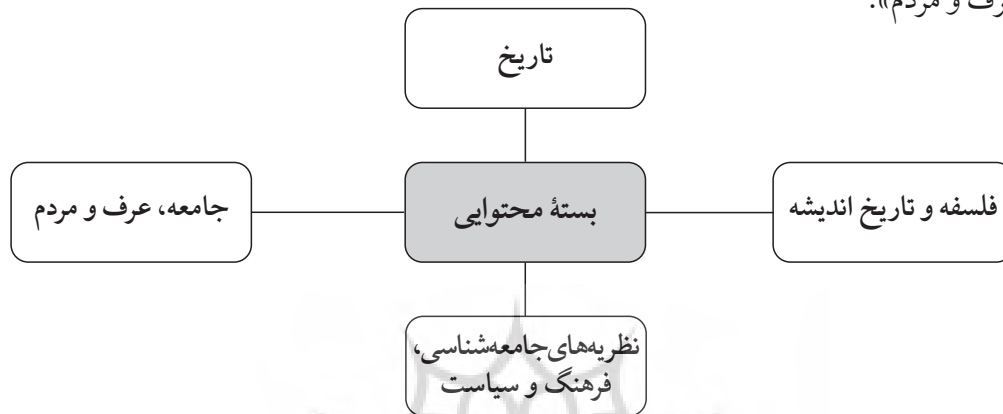 عرف و مردم».
تاریخ
فلسفه و تاریخ اندیشه
بستهٔ محتوایی
جامعه، عرف و مردم
نظریه‌های جامعه‌شناسی،
فرهنگ و سیاست